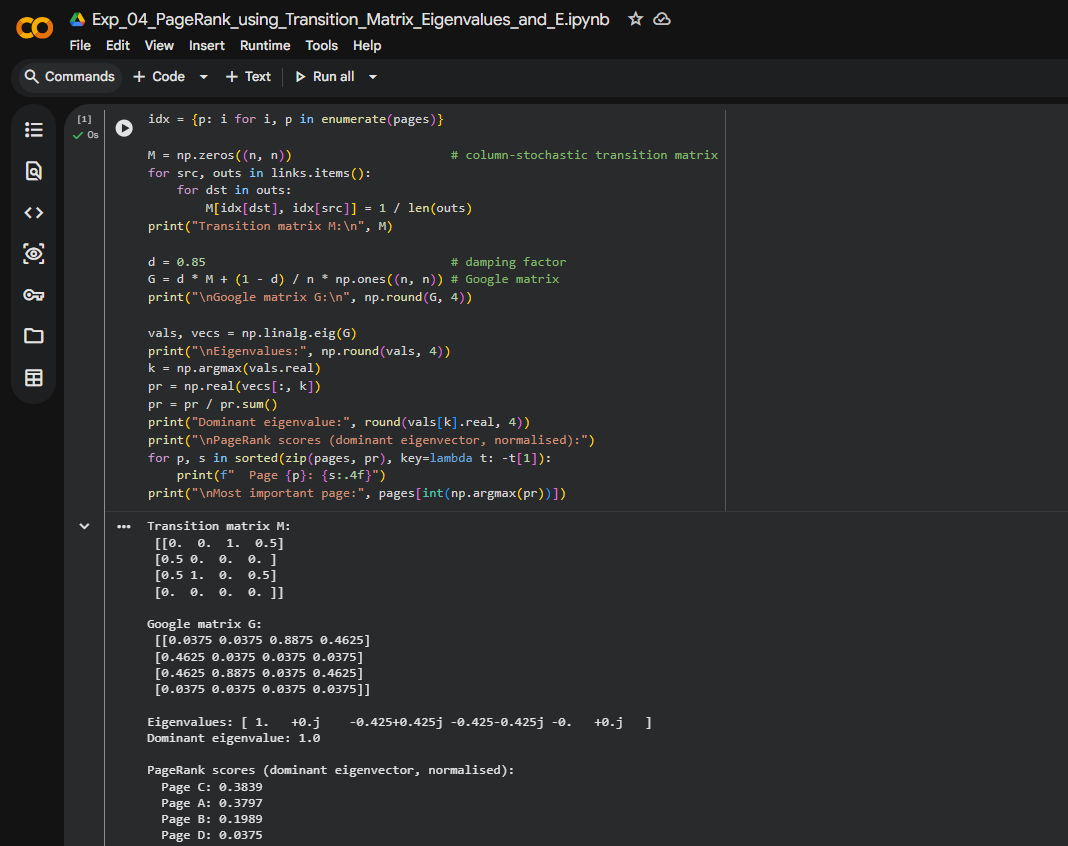 Exp_04_PageRank_using_Transition_Matrix_Eigenvalues_and_E.ipynb
File Edit View Insert Runtime Tools Help
Commands + Code + Text Run all
[1]
0s
idx = {p: i for i, p in enumerate(pages)}
M = np.zeros((n, n)) # column-stochastic transition matrix
for src, outs in links.items():
    for dst in outs:
        M[idx[dst], idx[src]] = 1 / len(outs)
print("Transition matrix M:\n", M)
d = 0.85 # damping factor
G = d * M + (1 - d) / n * np.ones((n, n)) # Google matrix
print("\nGoogle matrix G:\n", np.round(G, 4))
vals, vecs = np.linalg.eig(G)
print("\nEigenvalues:", np.round(vals, 4))
k = np.argmax(vals.real)
pr = np.real(vecs[:, k])
pr = pr / pr.sum()
print("Dominant eigenvalue:", round(vals[k].real, 4))
print("\nPageRank scores (dominant eigenvector, normalised):")
for p, s in sorted(zip(pages, pr), key=lambda t: -t[1]):
    print(f"  Page {p}: {s:.4f}")
print("\nMost important page:", pages[int(np.argmax(pr))])
Transition matrix M:
 [[0.  0.  1.  0.5]
 [0.5 0.  0.  0. ]
 [0.5 1.  0.  0.5]
 [0.  0.  0.  0. ]]
Google matrix G:
 [[0.0375 0.0375 0.8875 0.4625]
 [0.4625 0.0375 0.0375 0.0375]
 [0.4625 0.8875 0.0375 0.4625]
 [0.0375 0.0375 0.0375 0.0375]]
Eigenvalues: [ 1.   +0.j    -0.425+0.425j -0.425-0.425j -0.   +0.j   ]
Dominant eigenvalue: 1.0
PageRank scores (dominant eigenvector, normalised):
  Page C: 0.3839
  Page A: 0.3797
  Page B: 0.1989
  Page D: 0.0375